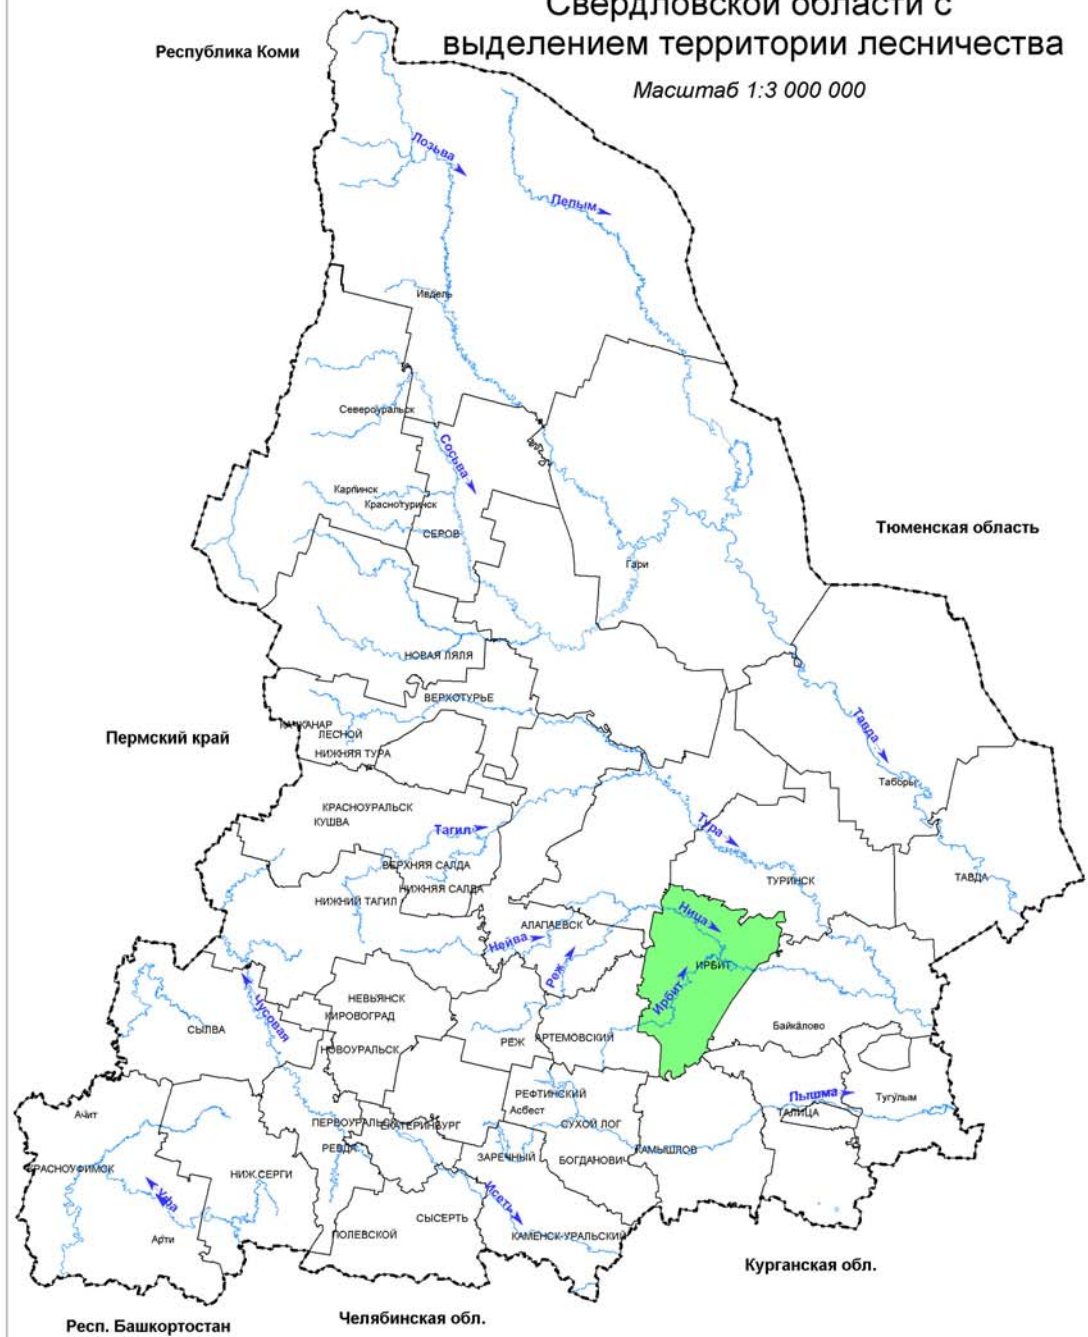 Свердловской области с
выделением территории лесничества
Масштаб 1:3 000 000
Республика Коми
Лозьва
Пелым
Ивдель
Североуральск
Сосьва
Карпинск
Краснотурьинск
СЕРОВ
Тюменская область
Гари
НОВАЯ ЛЯЛЯ
ВЕРХОТУРЬЕ
КАЧКАНАР
ЛЕСНОЙ
Пермский край
НИЖНЯЯ ТУРА
Тавда
Таборы
КРАСНОУРАЛЬСК
КУШВА
Тагил
Тура
ВЕРХНЯЯ САЛДА
ТУРИНСК
ТАВДА
НИЖНЯЯ САЛДА
НИЖНИЙ ТАГИЛ
Ница
АЛАПАЕВСК
Нейва
Реж
ИРБИТ
Ирбит
НЕВЬЯНСК
КИРОВОГРАД
Чусовая
СЫЛВА
Байкалово
НОВОУРАЛЬСК
РЕЖ
АРТЕМОВСКИЙ
РЕФТИНСКИЙ
Пышма
Тугулым
Ачит
Асбест
ТАЛИЦА
ПЕРВОУРАЛЬСК
ЕКАТЕРИНБУРГ
СУХОЙ ЛОГ
РЕВДА
ЗАРЕЧНЫЙ
БОГДАНОВИЧ
КАМЫШЛОВ
КРАСНОУФИМСК
НИЖ.СЕРГИ
Уфа
Исеть
СЫСЕРТЬ
Арти
ПОЛЕВСКОЙ
КАМЕНСК-УРАЛЬСКИЙ
Курганская обл.
Челябинская обл.
Респ. Башкортостан